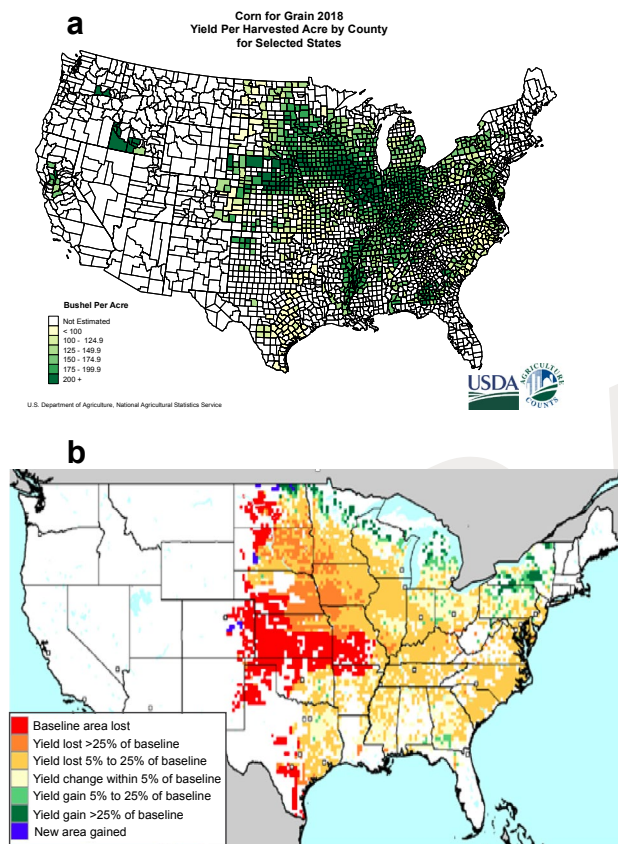 a
Corn for Grain 2018
Yield Per Harvested Acre by County
for Selected States
Bushel Per Acre
Not Estimated
< 100
100 - 124.9
125 - 149.9
150 - 174.9
175 - 199.9
200 +
USDA
AGRICULTURE
COUNTS
U.S. Department of Agriculture, National Agricultural Statistics Service
b
Baseline area lost
Yield lost >25% of baseline
Yield lost 5% to 25% of baseline
Yield change within 5% of baseline
Yield gain 5% to 25% of baseline
Yield gain >25% of baseline
New area gained